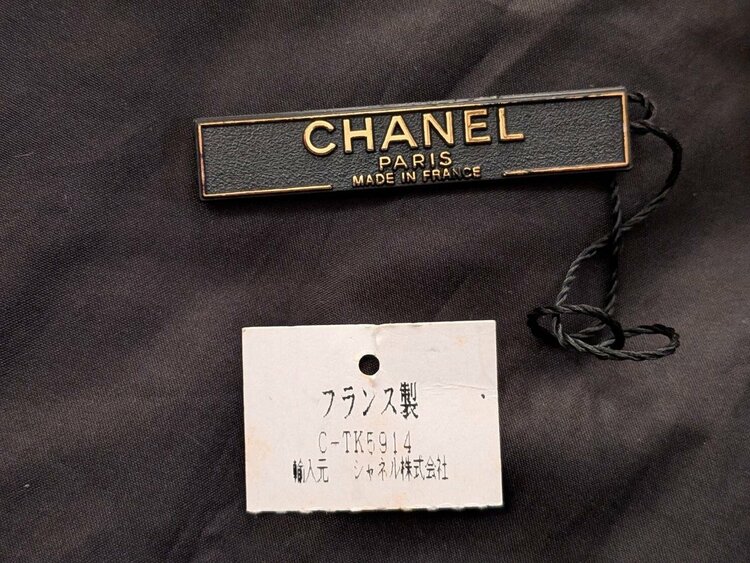 CHANEL
PARIS
MADE IN FRANCE
フランス製
C-TK5914
輸入元 シャネル株式会社